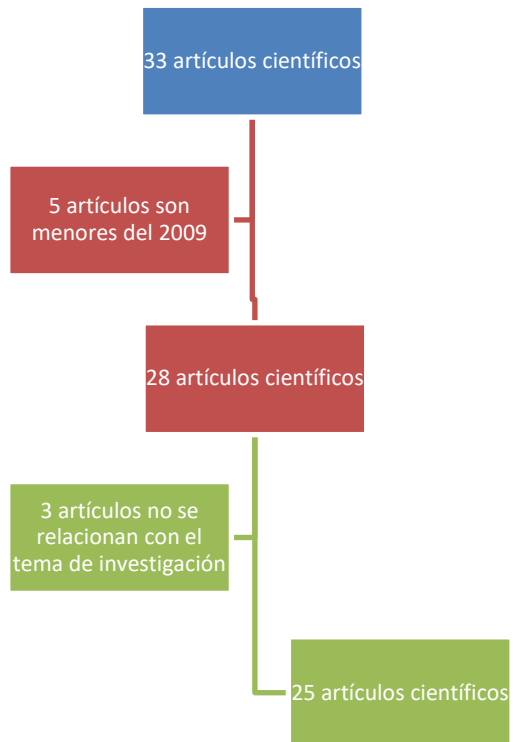 33 artículos científicos
5 artículos son
menores del 2009
28 artículos científicos
3 artículos no se
relacionan con el
tema de investigación
25 artículos científicos